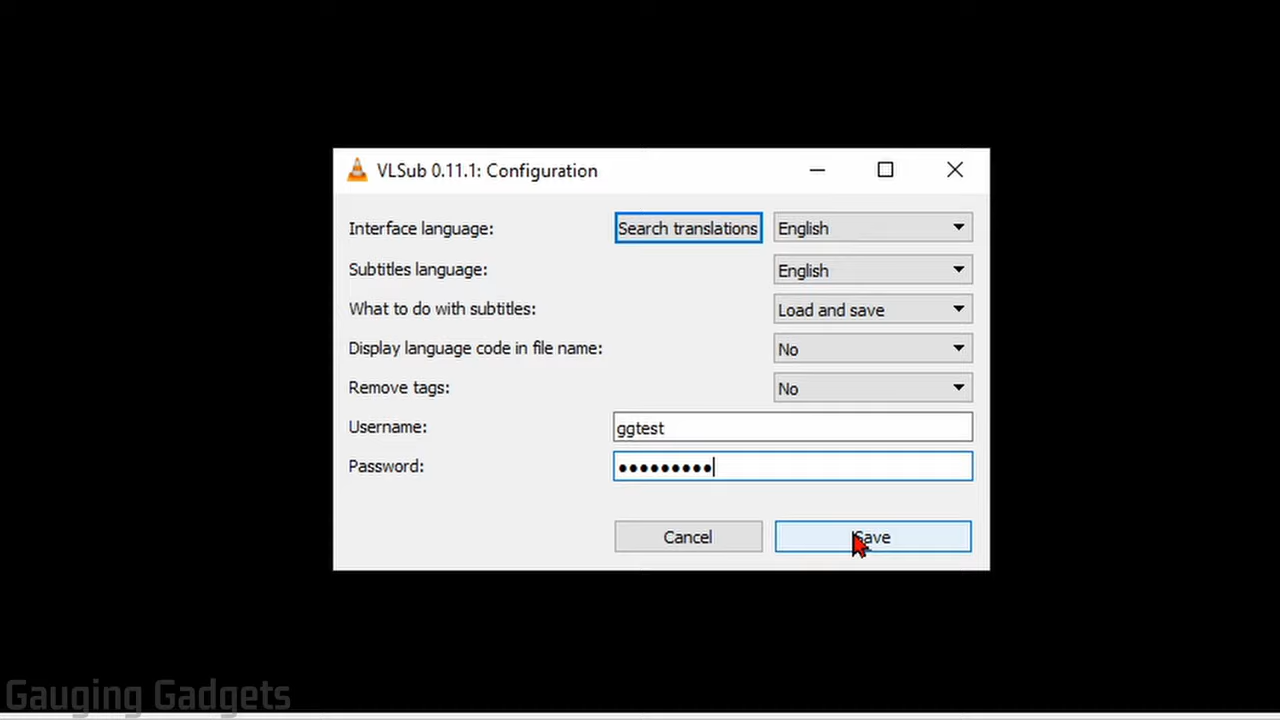 VLSub 0.11.1: Configuration
Interface language: Search translations English
Subtitles language: English
What to do with subtitles: Load and save
Display language code in file name: No
Remove tags: No
Username: ggtest
Password: •••••••••
Cancel Save
Gauging Gadgets